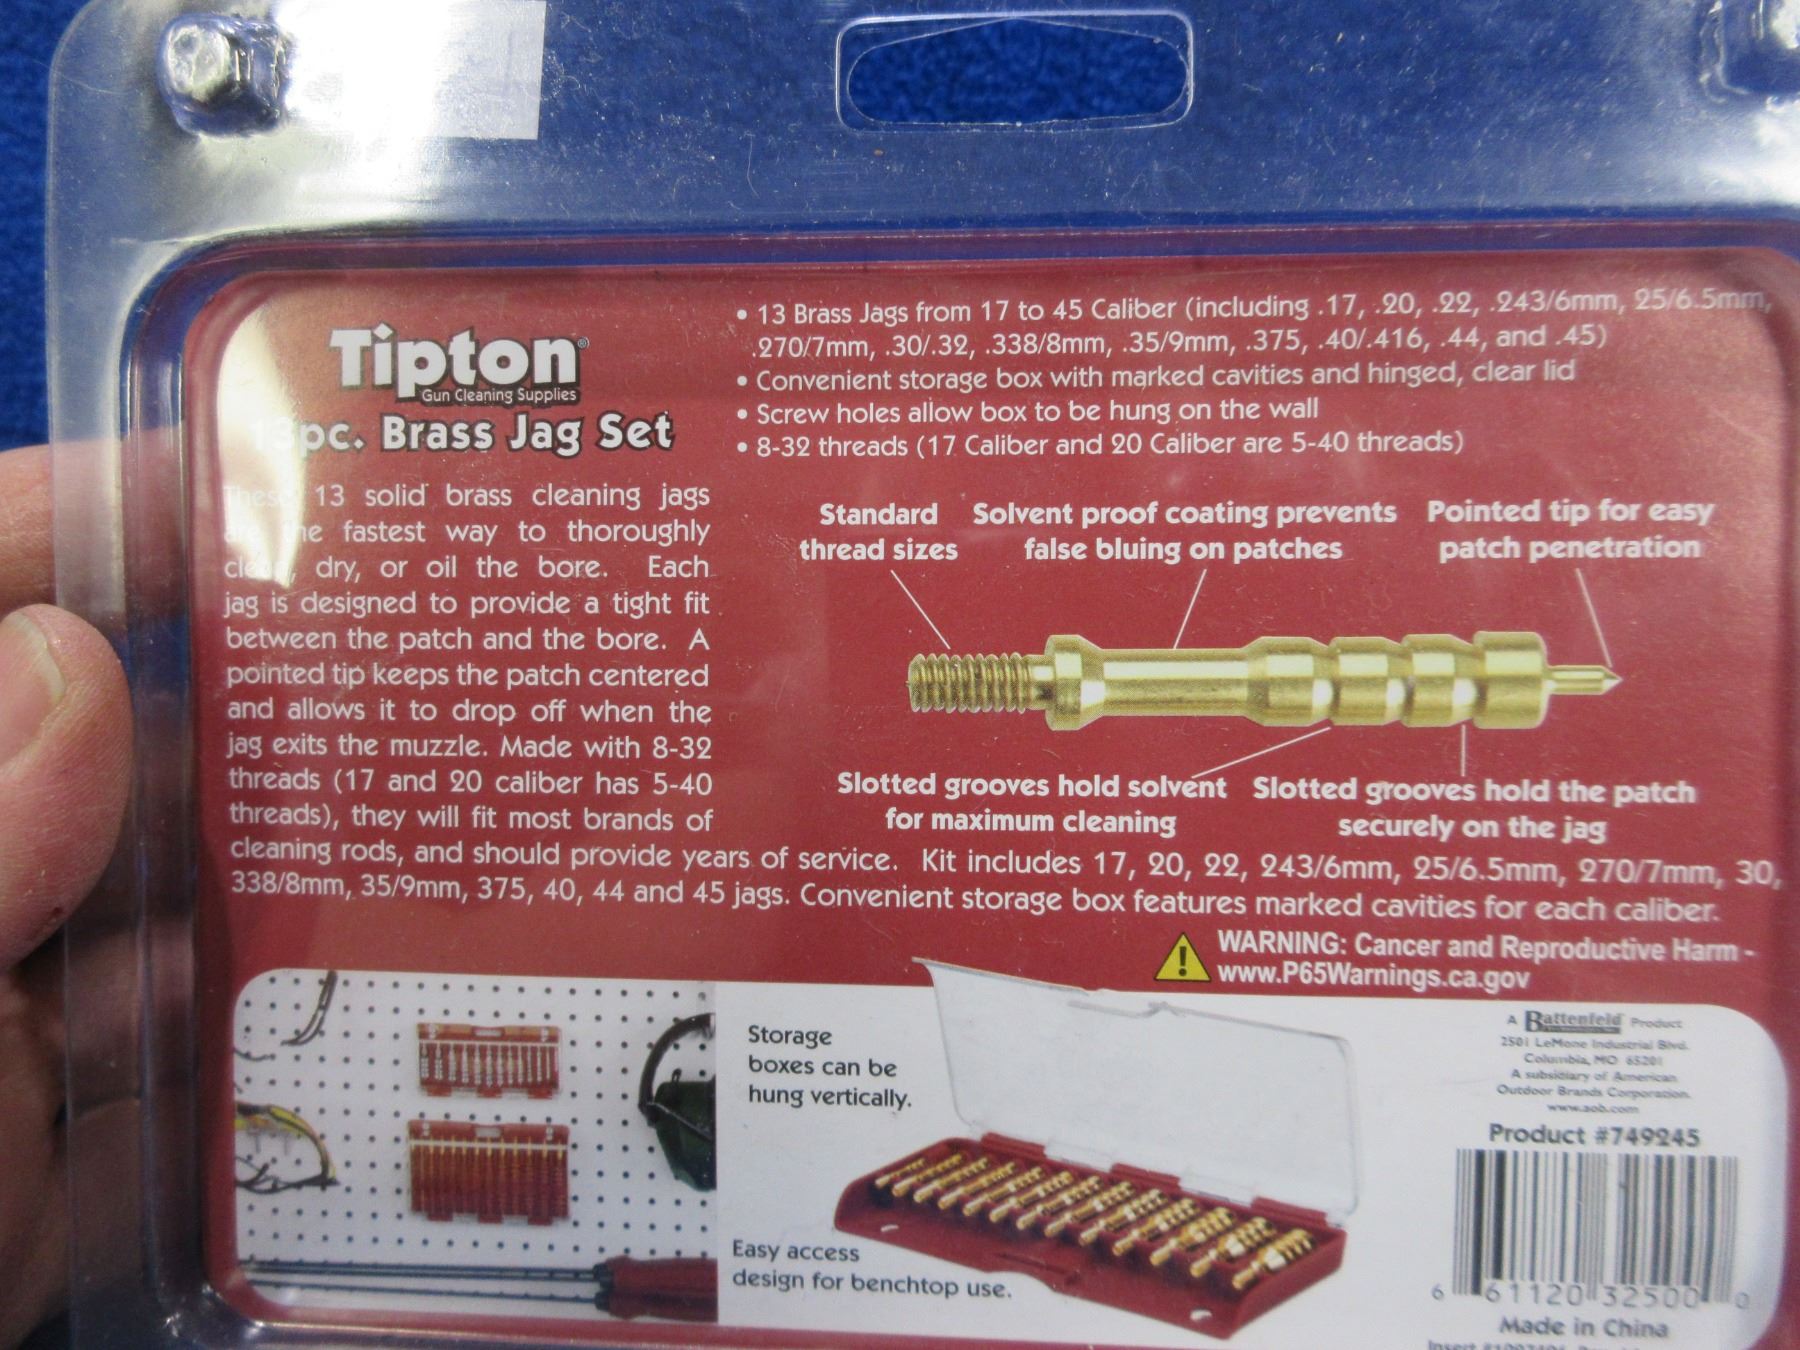 Tipton®
Gun Cleaning Supplies
13pc. Brass Jag Set
• 13 Brass Jags from 17 to 45 Caliber (including .17, .20, .22, .243/6mm, 25/6.5mm,
.270/7mm, .30/.32, .338/8mm, .35/9mm, .375, .40/.416, .44, and .45)
• Convenient storage box with marked cavities and hinged, clear lid
• Screw holes allow box to be hung on the wall
• 8-32 threads (17 Caliber and 20 Caliber are 5-40 threads)
These 13 solid brass cleaning jags
are the fastest way to thoroughly
clean, dry, or oil the bore. Each
jag is designed to provide a tight fit
between the patch and the bore. A
pointed tip keeps the patch centered
and allows it to drop off when the
jag exits the muzzle. Made with 8-32
threads (17 and 20 caliber has 5-40
threads), they will fit most brands of
cleaning rods, and should provide years of service. Kit includes 17, 20, 22, 243/6mm, 25/6.5mm, 270/7mm, 30,
338/8mm, 35/9mm, 375, 40, 44 and 45 jags. Convenient storage box features marked cavities for each caliber.
Standard
thread sizes
Solvent proof coating prevents
false bluing on patches
Pointed tip for easy
patch penetration
Slotted grooves hold solvent
for maximum cleaning
Slotted grooves hold the patch
securely on the jag
WARNING: Cancer and Reproductive Harm -
www.P65Warnings.ca.gov
Storage
boxes can be
hung vertically.
Easy access
design for benchtop use.
A Battenfeld Product
2501 LeMone Industrial Blvd.
Columbia, MO 65201
A subsidiary of American
Outdoor Brands Corporation.
www.aob.com
Product #749245
6 61120 32500 0
Made in China